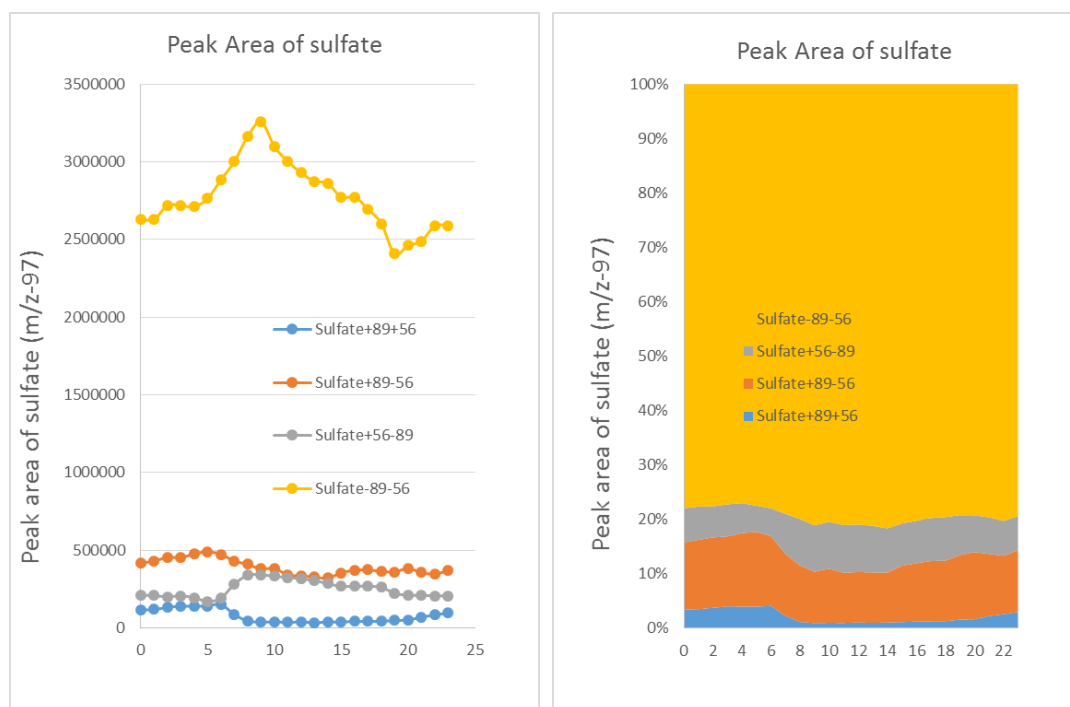 Peak Area of sulfate
Peak area of sulfate (m/z-97)
3500000
3000000
2500000
2000000
1500000
1000000
500000
0
Sulfate+89+56
Sulfate+89-56
Sulfate+56-89
Sulfate-89-56
0 5 10 15 20 25
Peak Area of sulfate
Peak area of sulfate (m/z-97)
100%
90%
80%
70%
60%
50%
40%
30%
20%
10%
0%
Sulfate-89-56
Sulfate+56-89
Sulfate+89-56
Sulfate+89+56
0 2 4 6 8 10 12 14 16 18 20 22